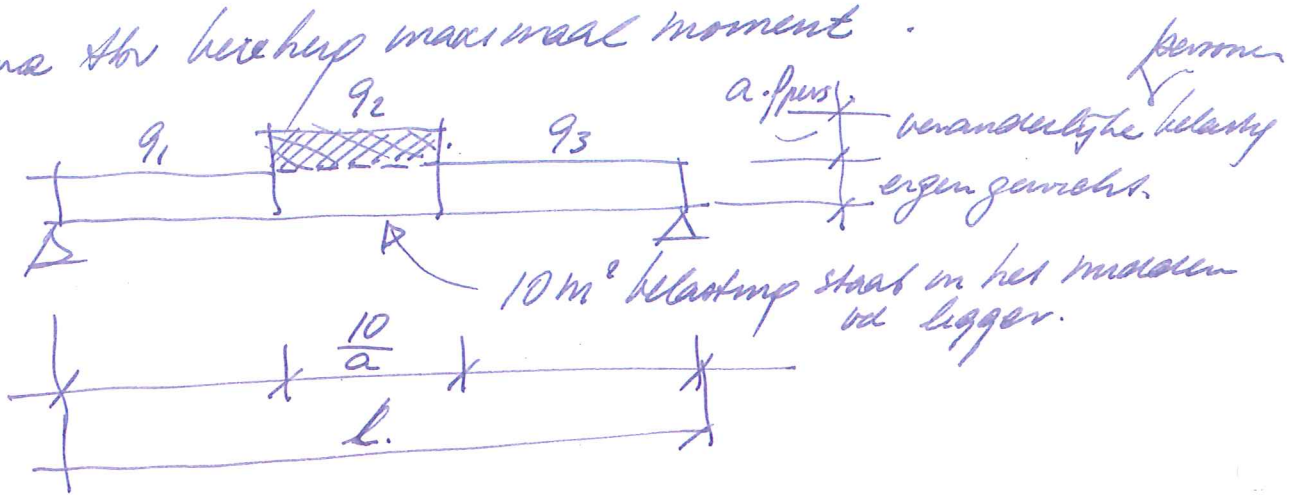 maximaal moment.
personen
a.Ppers.
q1 q2 q3
veranderlijke belasting
eigen gewicht.
10 m² belasting staat in het midden
vd ligger.
10
a
l.